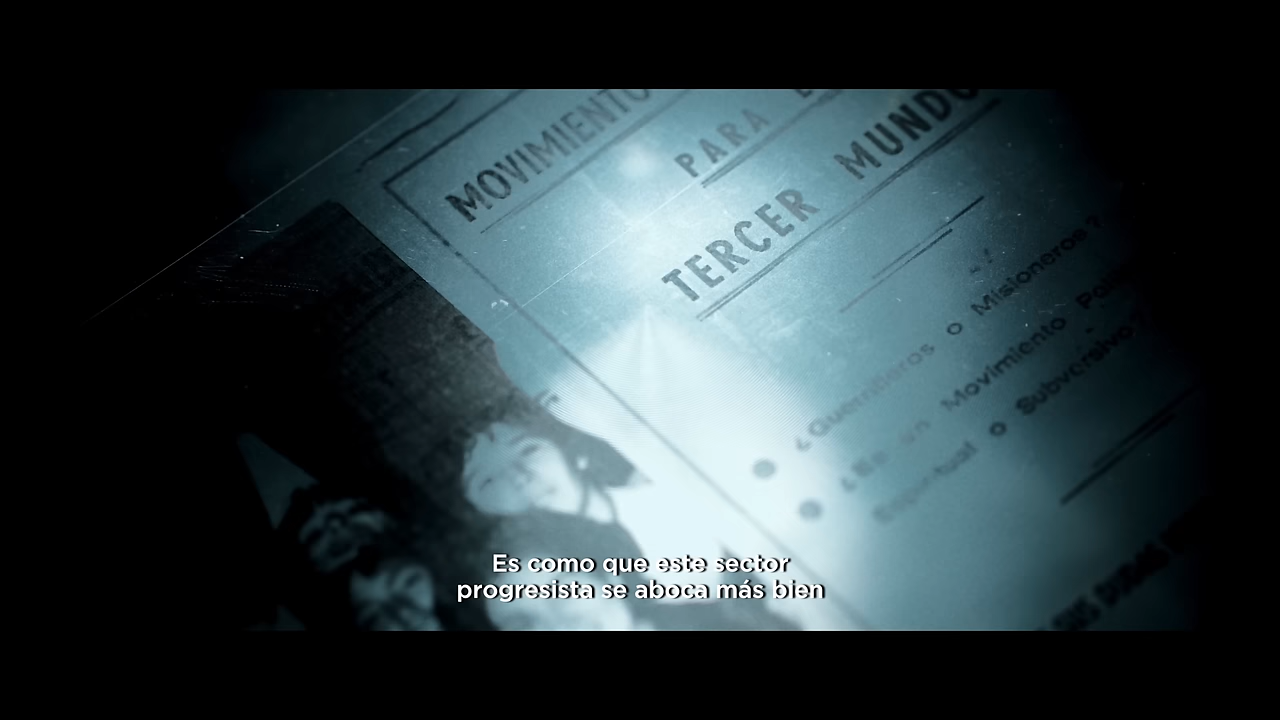 MOVIMIENTO
PARA
TERCER MUNDO
¿Guerrilleros o Misioneros?
¿Es un Movimiento
Espiritual o Subversivo?
Es como que este sector
progresista se aboca más bien